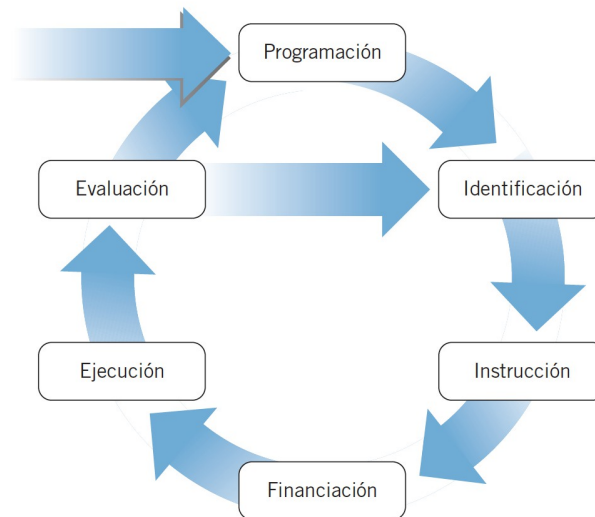 Programación
Evaluación
Identificación
Ejecución
Instrucción
Financiación